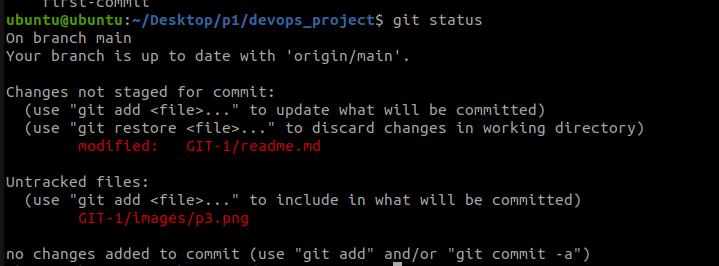 first-commit
ubuntu@ubuntu:~/Desktop/p1/devops_project$ git status
On branch main
Your branch is up to date with 'origin/main'.
Changes not staged for commit:
(use "git add <file>..." to update what will be committed)
(use "git restore <file>..." to discard changes in working directory)
modified: GIT-1/readme.md
Untracked files:
(use "git add <file>..." to include in what will be committed)
GIT-1/images/p3.png
no changes added to commit (use "git add" and/or "git commit -a")